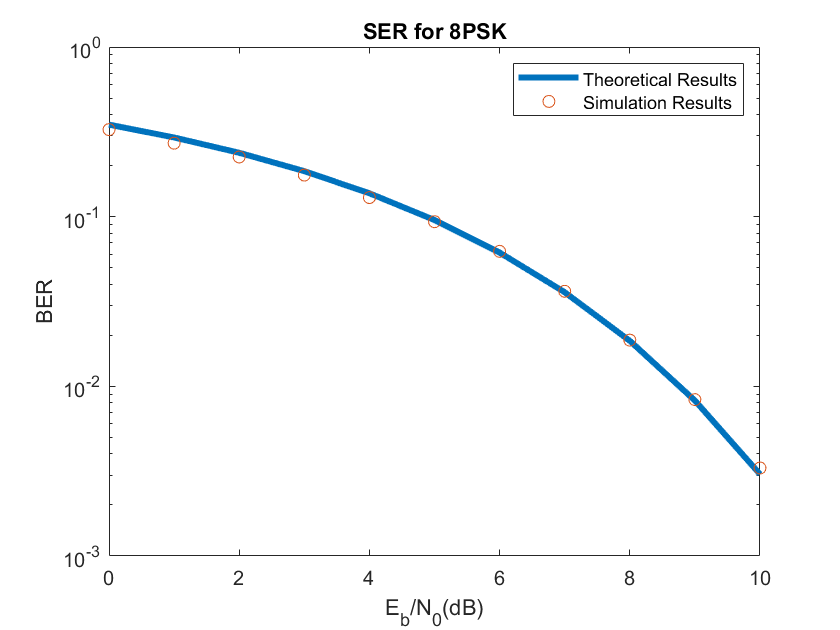 SER for 8PSK
Theoretical Results
Simulation Results
10^0
10^-1
10^-2
10^-3
BER
0 2 4 6 8 10
E_b/N_0(dB)